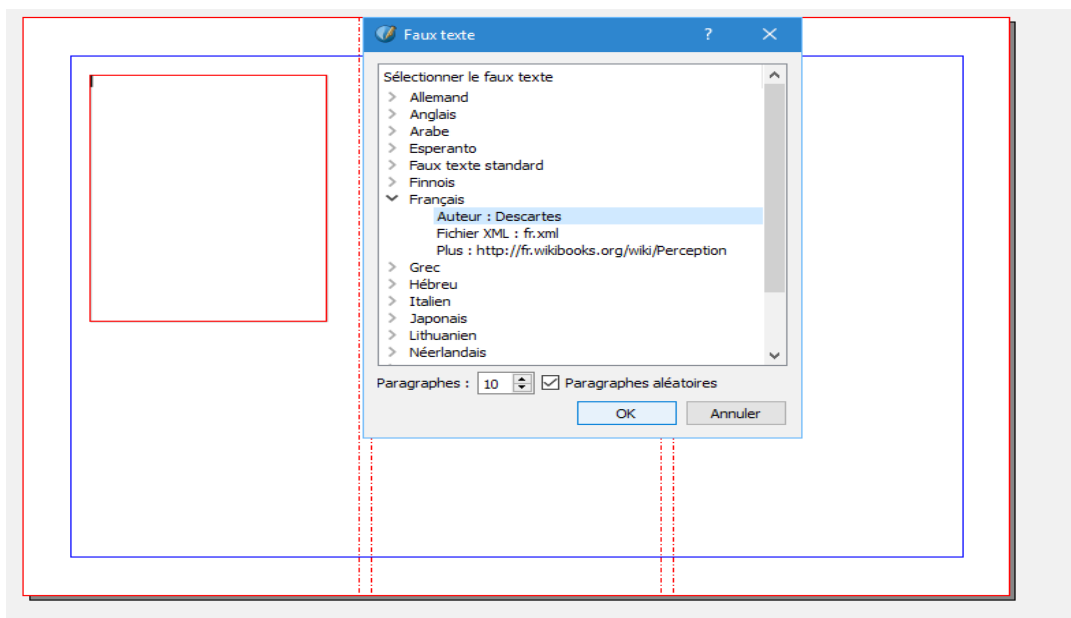 Faux texte
Sélectionner le faux texte
Allemand
Anglais
Arabe
Esperanto
Faux texte standard
Finnois
Français
Auteur : Descartes
Fichier XML : fr.xml
Plus : http://fr.wikibooks.org/wiki/Perception
Grec
Hébreu
Italien
Japonais
Lithuanien
Néerlandais
Paragraphes : 10 Paragraphes aléatoires
OK Annuler